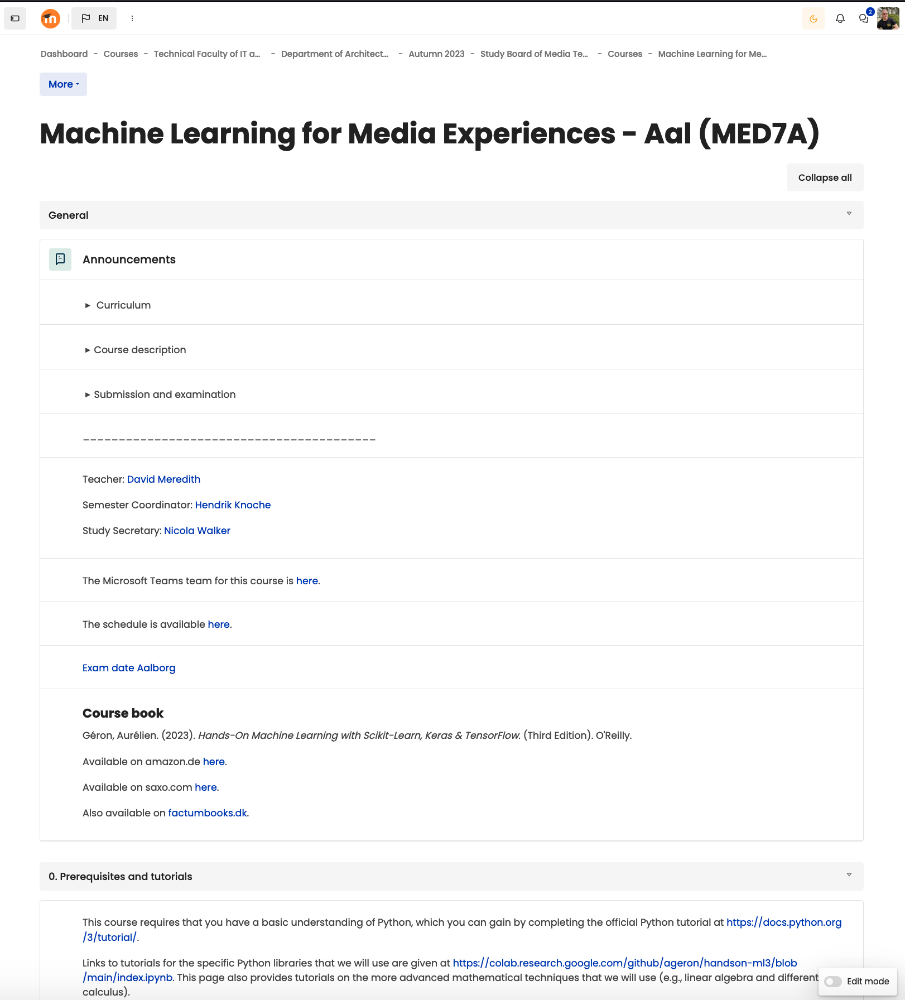 EN
2
Dashboard - Courses - Technical Faculty of IT a... - Department of Architect... - Autumn 2023 - Study Board of Media Te... - Courses - Machine Learning for Me...
More
Machine Learning for Media Experiences - Aal (MED7A)
Collapse all
General
Announcements
► Curriculum
► Course description
► Submission and examination
_________________________________________
Teacher: David Meredith
Semester Coordinator: Hendrik Knoche
Study Secretary: Nicola Walker
The Microsoft Teams team for this course is here.
The schedule is available here.
Exam date Aalborg
Course book
Géron, Aurélien. (2023). Hands-On Machine Learning with Scikit-Learn, Keras & TensorFlow. (Third Edition). O'Reilly.
Available on amazon.de here.
Available on saxo.com here.
Also available on factumbooks.dk.
0. Prerequisites and tutorials
This course requires that you have a basic understanding of Python, which you can gain by completing the official Python tutorial at https://docs.python.org
/3/tutorial/.
Links to tutorials for the specific Python libraries that we will use are given at https://colab.research.google.com/github/ageron/handson-ml3/blob
/main/index.ipynb. This page also provides tutorials on the more advanced mathematical techniques that we will use (e.g., linear algebra and different
calculus).
Edit mode